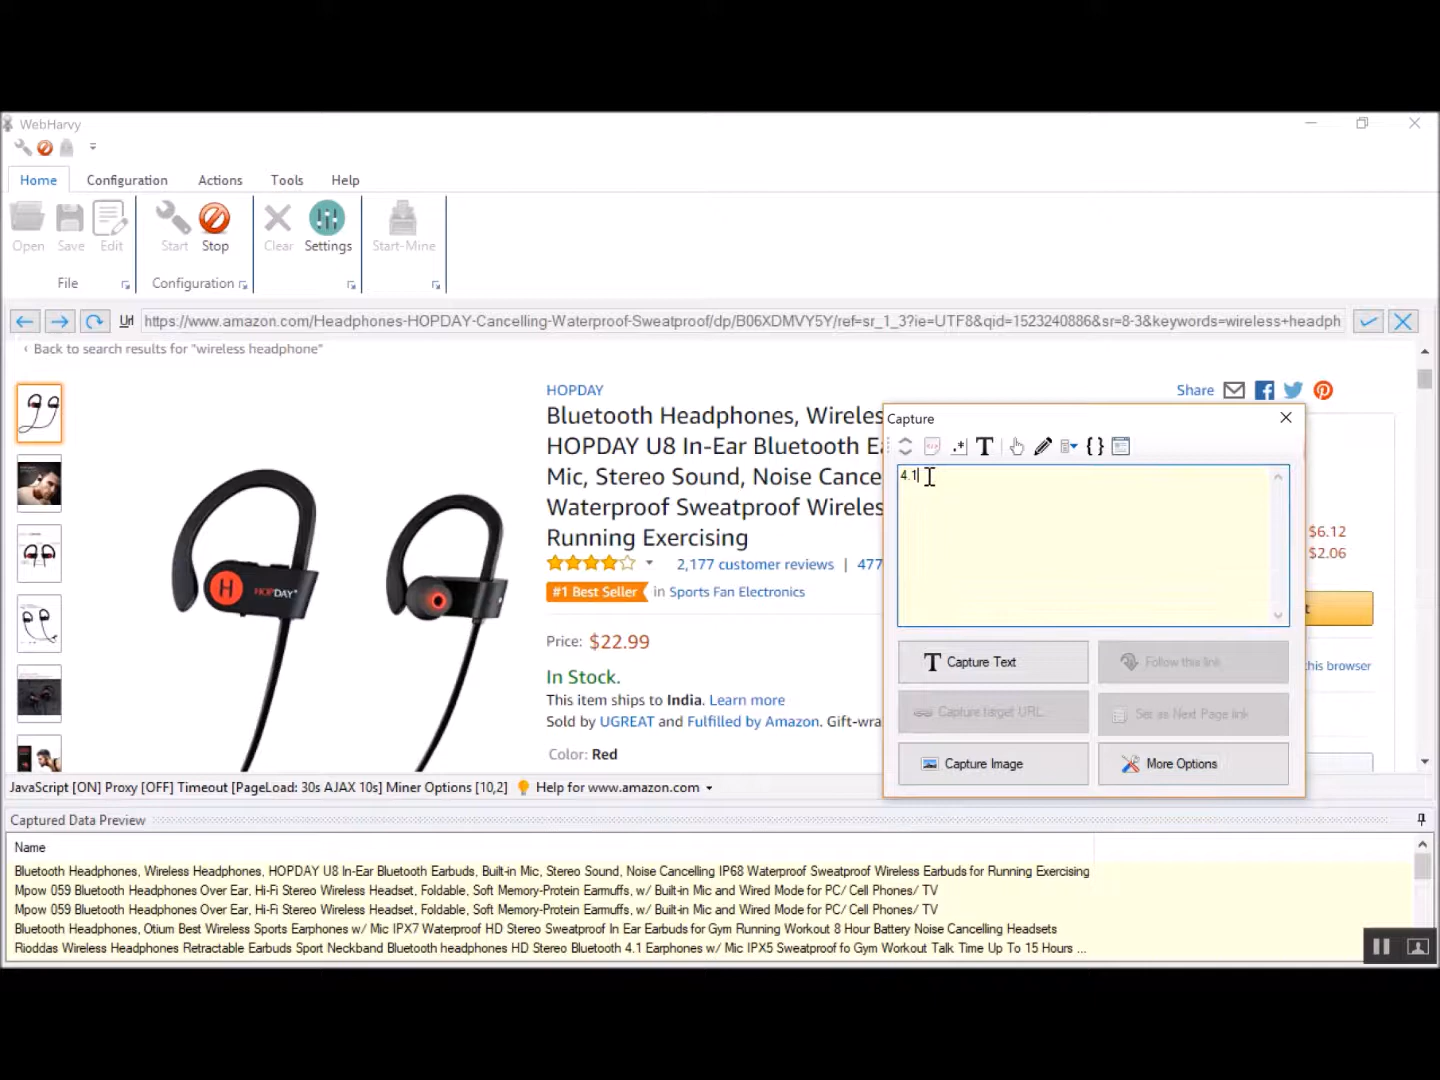 WebHarvy
Home Configuration Actions Tools Help
Open Save Edit Start Stop Clear Settings Start-Mine
File Configuration
Url https://www.amazon.com/Headphones-HOPDAY-Cancelling-Waterproof-Sweatproof/dp/B06XDMVY5Y/ref=sr_1_3?ie=UTF8&qid=1523240886&sr=8-3&keywords=wireless+headph
‹ Back to search results for "wireless headphone"
HOPDAY
Share
Bluetooth Headphones, Wireles
HOPDAY U8 In-Ear Bluetooth Ea
Mic, Stereo Sound, Noise Cance
Waterproof Sweatproof Wireles
Running Exercising
2,177 customer reviews | 477
#1 Best Seller in Sports Fan Electronics
Price: $22.99
In Stock.
This item ships to India. Learn more
Sold by UGREAT and Fulfilled by Amazon. Gift-wra
Color: Red
H HOPDAY
Capture
.* T { }
4.1
T Capture Text Follow this link
Capture target URL Set as Next Page link
Capture Image More Options
$6.12
$2.06
t
his browser
JavaScript [ON] Proxy [OFF] Timeout [PageLoad: 30s AJAX 10s] Miner Options [10,2] Help for www.amazon.com
Captured Data Preview
Name
Bluetooth Headphones, Wireless Headphones, HOPDAY U8 In-Ear Bluetooth Earbuds, Built-in Mic, Stereo Sound, Noise Cancelling IP68 Waterproof Sweatproof Wireless Earbuds for Running Exercising
Mpow 059 Bluetooth Headphones Over Ear, Hi-Fi Stereo Wireless Headset, Foldable, Soft Memory-Protein Earmuffs, w/ Built-in Mic and Wired Mode for PC/ Cell Phones/ TV
Mpow 059 Bluetooth Headphones Over Ear, Hi-Fi Stereo Wireless Headset, Foldable, Soft Memory-Protein Earmuffs, w/ Built-in Mic and Wired Mode for PC/ Cell Phones/ TV
Bluetooth Headphones, Otium Best Wireless Sports Earphones w/ Mic IPX7 Waterproof HD Stereo Sweatproof In Ear Earbuds for Gym Running Workout 8 Hour Battery Noise Cancelling Headsets
Rioddas Wireless Headphones Retractable Earbuds Sport Neckband Bluetooth headphones HD Stereo Bluetooth 4.1 Earphones w/ Mic IPX5 Sweatproof fo Gym Workout Talk Time Up To 15 Hours ...